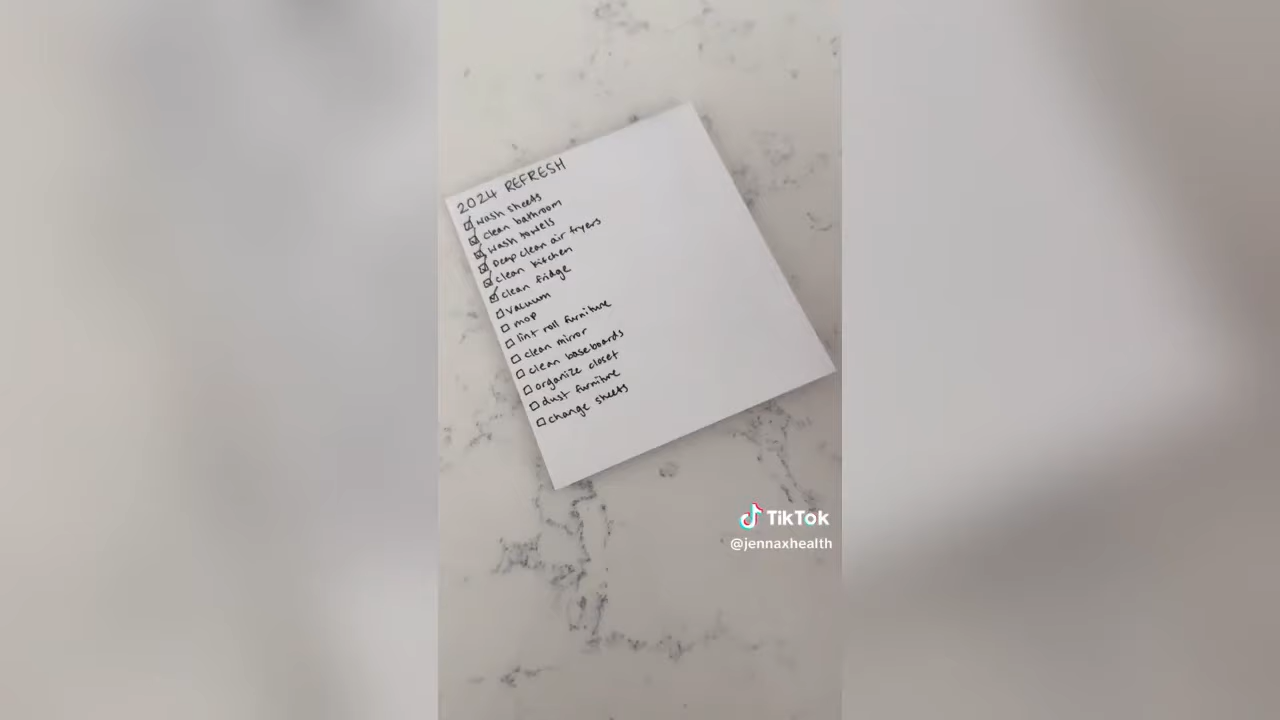 2024 REFRESH
wash sheets
clean bathroom
wash towels
Deep clean air fryers
clean kitchen
clean fridge
vacuum
mop
lint roll furniture
clean mirror
clean baseboards
organize closet
dust furniture
change sheets
TikTok
@jennaxhealth